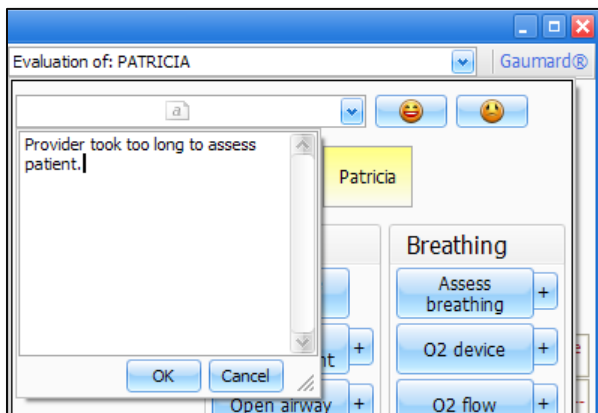 Evaluation of: PATRICIA
Gaumard®
a
Provider took too long to assess
patient.
Patricia
Breathing
Assess
breathing
+
+
O2 device
+
OK
Cancel
Open airway
+
O2 flow
+